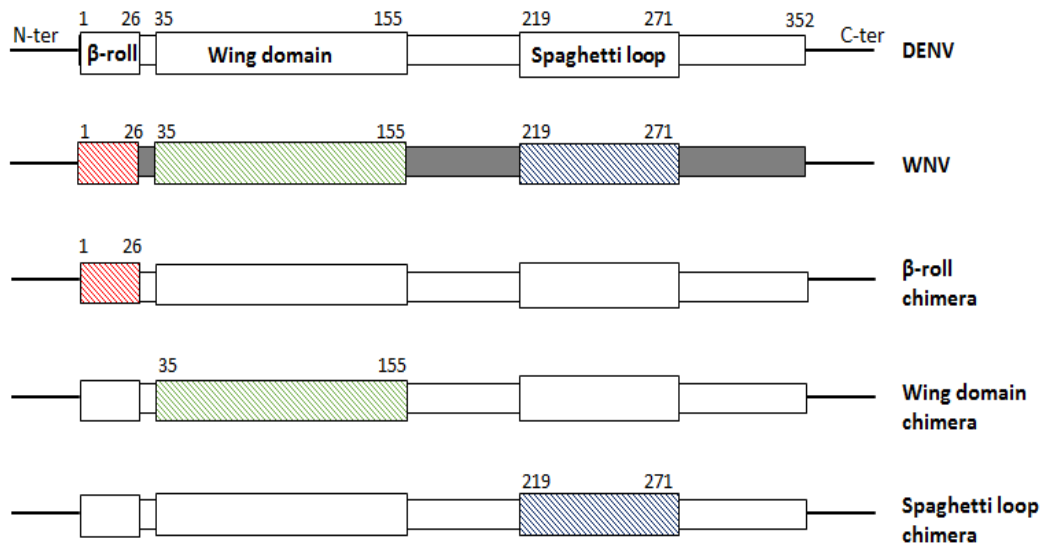 1 26 35 155 219 271 352
N-ter C-ter
β-roll Wing domain Spaghetti loop DENV
1 26 35 155 219 271
WNV
1 26
β-roll
chimera
35 155
Wing domain
chimera
219 271
Spaghetti loop
chimera